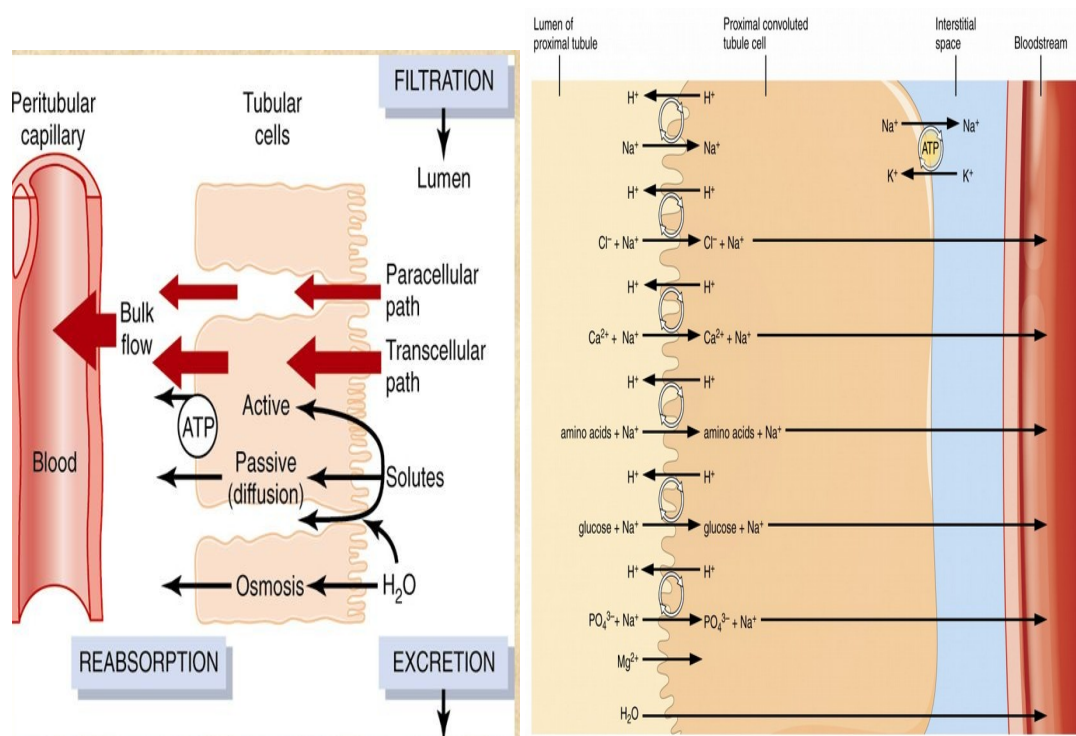 FILTRATION
Peritubular
capillary
Tubular
cells
Lumen
Paracellular
path
Bulk
flow
Transcellular
path
Active
ATP
Blood
Passive
(diffusion)
Solutes
Osmosis
H₂O
REABSORPTION
EXCRETION
Lumen of
proximal tubule
Proximal convoluted
tubule cell
Interstitial
space
Bloodstream
H⁺ H⁺
Na⁺ Na⁺
Na⁺ Na⁺
ATP
K⁺ K⁺
H⁺ H⁺
Cl⁻ + Na⁺ Cl⁻ + Na⁺
H⁺ H⁺
Ca²⁺ + Na⁺ Ca²⁺ + Na⁺
H⁺ H⁺
amino acids + Na⁺ amino acids + Na⁺
H⁺ H⁺
glucose + Na⁺ glucose + Na⁺
H⁺ H⁺
PO₄³⁻+ Na⁺ PO₄³⁻ + Na⁺
Mg²⁺
H₂O